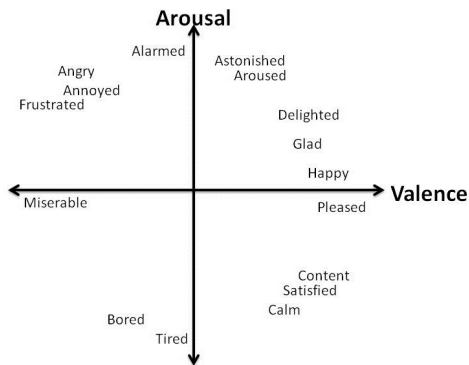 Arousal
Alarmed
Astonished
Angry
Aroused
Annoyed
Frustrated
Delighted
Glad
Happy
Valence
Miserable
Pleased
Content
Satisfied
Calm
Bored
Tired